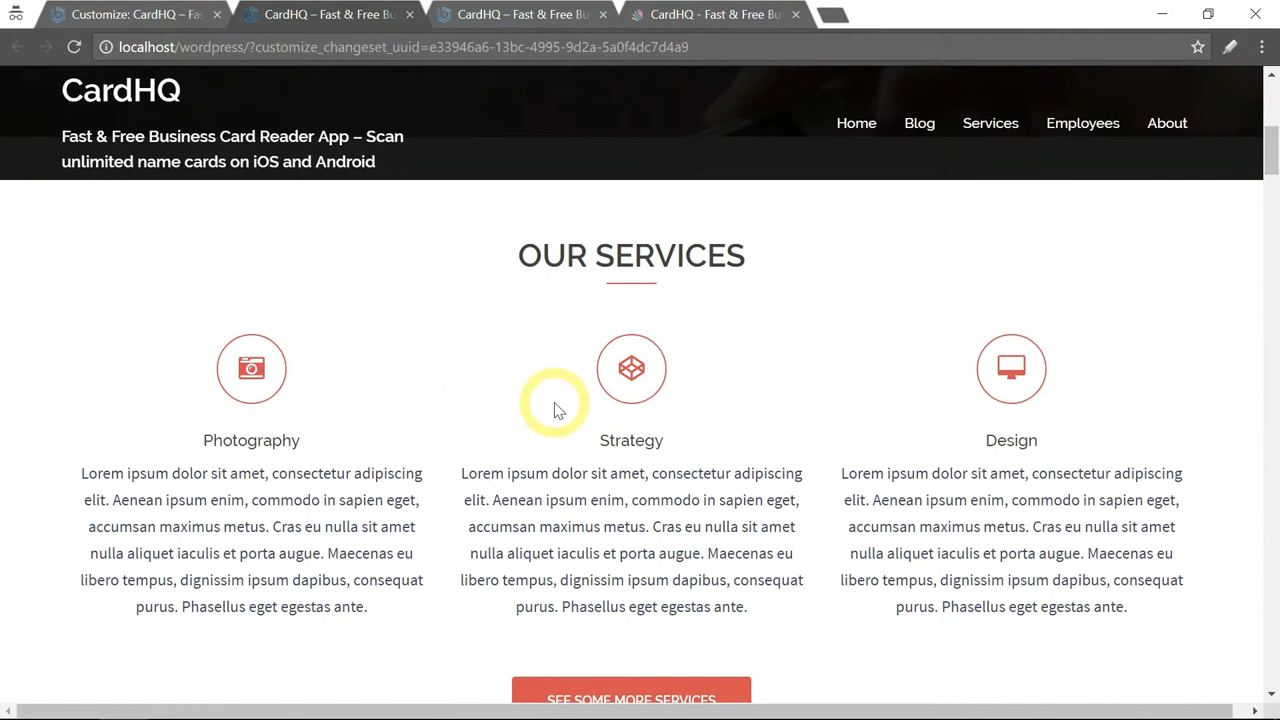 Customize: CardHQ – Fas
CardHQ – Fast & Free Bu
CardHQ – Fast & Free Bu
CardHQ - Fast & Free Bu
localhost/wordpress/?customize_changeset_uuid=e33946a6-13bc-4995-9d2a-5a0f4dc7d4a9
CardHQ
Fast & Free Business Card Reader App – Scan
unlimited name cards on iOS and Android
Home Blog Services Employees About
OUR SERVICES
Photography
Lorem ipsum dolor sit amet, consectetur adipiscing
elit. Aenean ipsum enim, commodo in sapien eget,
accumsan maximus metus. Cras eu nulla sit amet
nulla aliquet iaculis et porta augue. Maecenas eu
libero tempus, dignissim ipsum dapibus, consequat
purus. Phasellus eget egestas ante.
Strategy
Lorem ipsum dolor sit amet, consectetur adipiscing
elit. Aenean ipsum enim, commodo in sapien eget,
accumsan maximus metus. Cras eu nulla sit amet
nulla aliquet iaculis et porta augue. Maecenas eu
libero tempus, dignissim ipsum dapibus, consequat
purus. Phasellus eget egestas ante.
Design
Lorem ipsum dolor sit amet, consectetur adipiscing
elit. Aenean ipsum enim, commodo in sapien eget,
accumsan maximus metus. Cras eu nulla sit amet
nulla aliquet iaculis et porta augue. Maecenas eu
libero tempus, dignissim ipsum dapibus, consequat
purus. Phasellus eget egestas ante.
SEE SOME MORE SERVICES